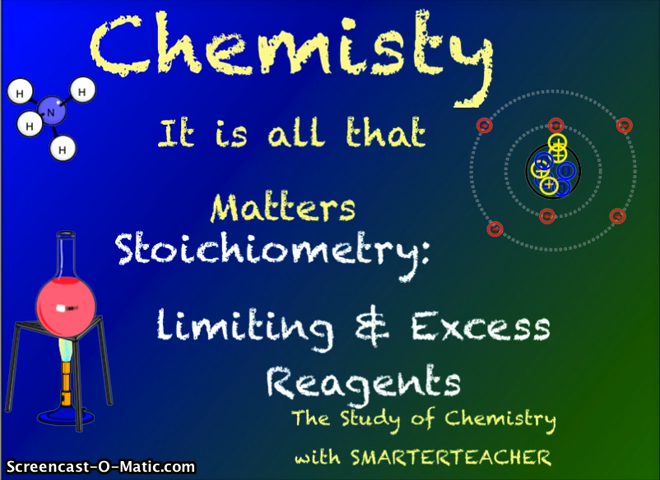 Chemisty
It is all that
Matters
Stoichiometry:
limiting & Excess
Reagents
The Study of Chemistry
with SMARTERTEACHER
H
H
N
H
H
Screencast-O-Matic.com